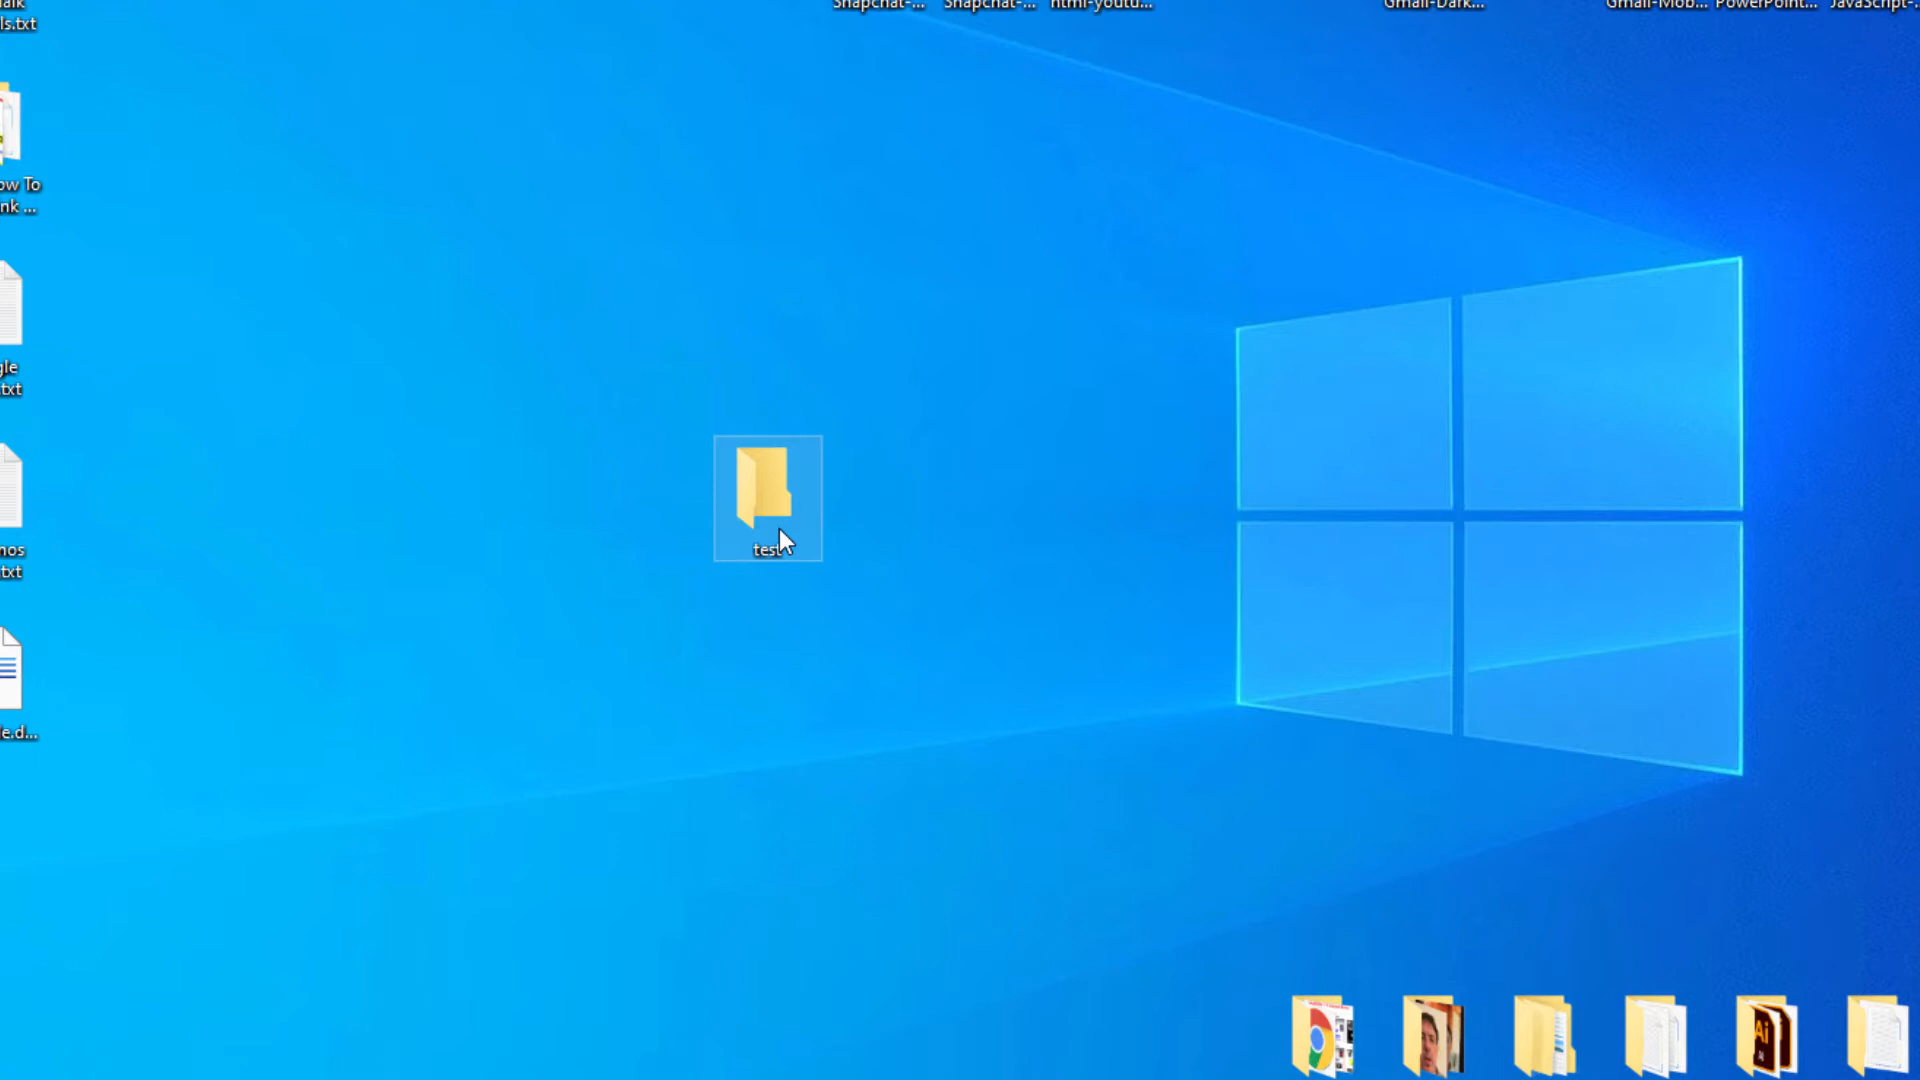 Snapchat-... Snapchat-... html-youtu... Gmail-Dark... Gmail-Mob... PowerPoint... JavaScript-...
ls.txt
ow To
nk ...
gle
.txt
test
nos
.txt
e.d...
Ai